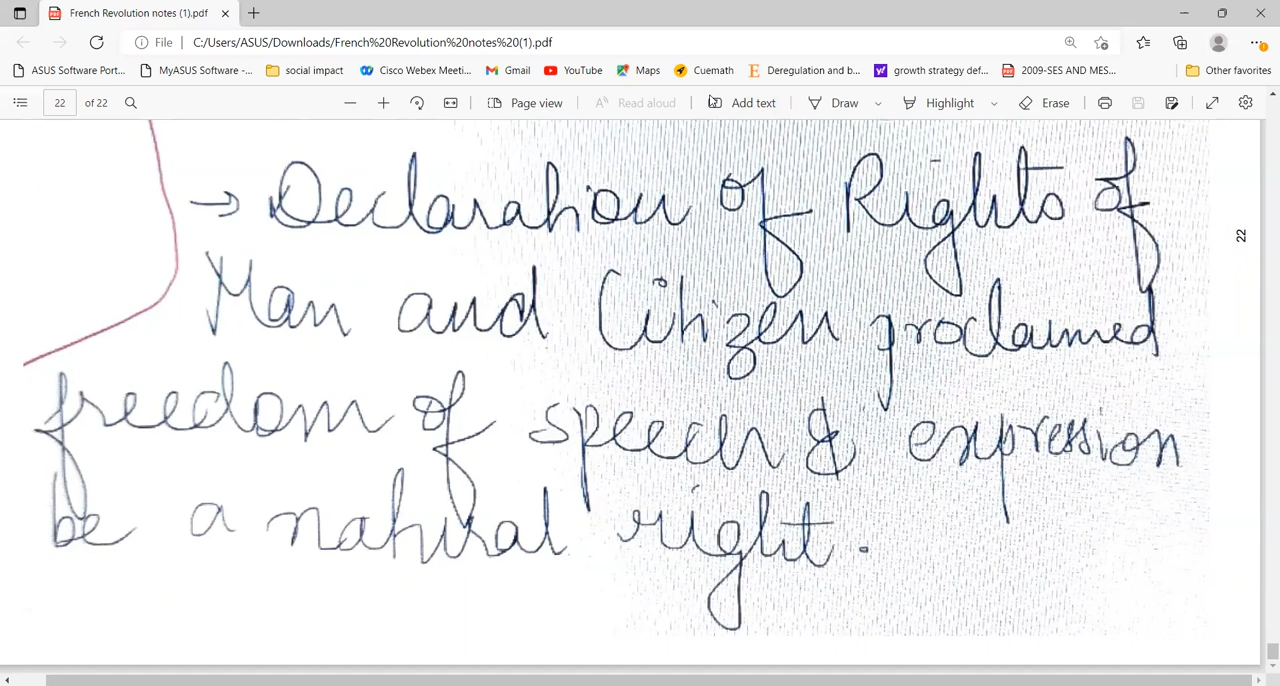 French Revolution notes (1).pdf
File C:/Users/ASUS/Downloads/French%20Revolution%20notes%20(1).pdf
ASUS Software Port... MyASUS Software -... social impact Cisco Webex Meeti... Gmail YouTube Maps Cuemath Deregulation and b... growth strategy def... 2009-SES AND MES... Other favorites
22 of 22 Page view Read aloud Add text Draw Highlight Erase
→ Declaration of Rights of
Man and Citizen proclaimed
freedom of speech & expression
be a natural right.
22